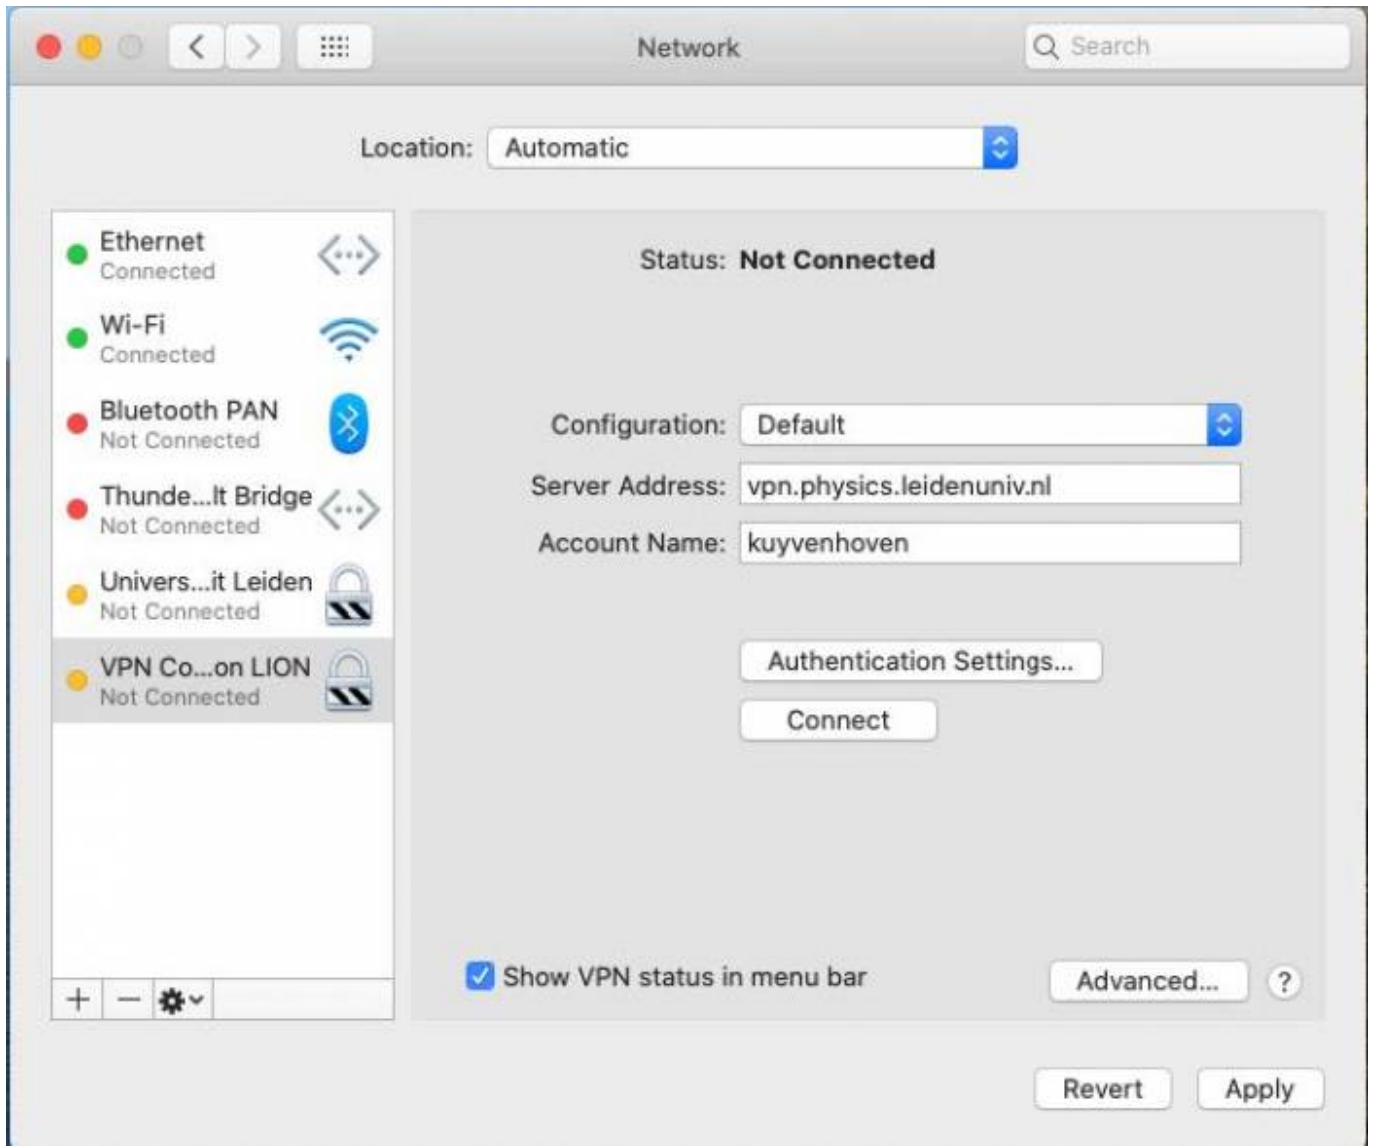 Network
Search
Location: Automatic
Ethernet
Connected
Wi-Fi
Connected
Bluetooth PAN
Not Connected
Thunde...lt Bridge
Not Connected
Univers...it Leiden
Not Connected
VPN Co...on LION
Not Connected
Status: Not Connected
Configuration: Default
Server Address: vpn.physics.leidenuniv.nl
Account Name: kuyvenhoven
Authentication Settings...
Connect
Show VPN status in menu bar
Advanced... ?
Revert Apply